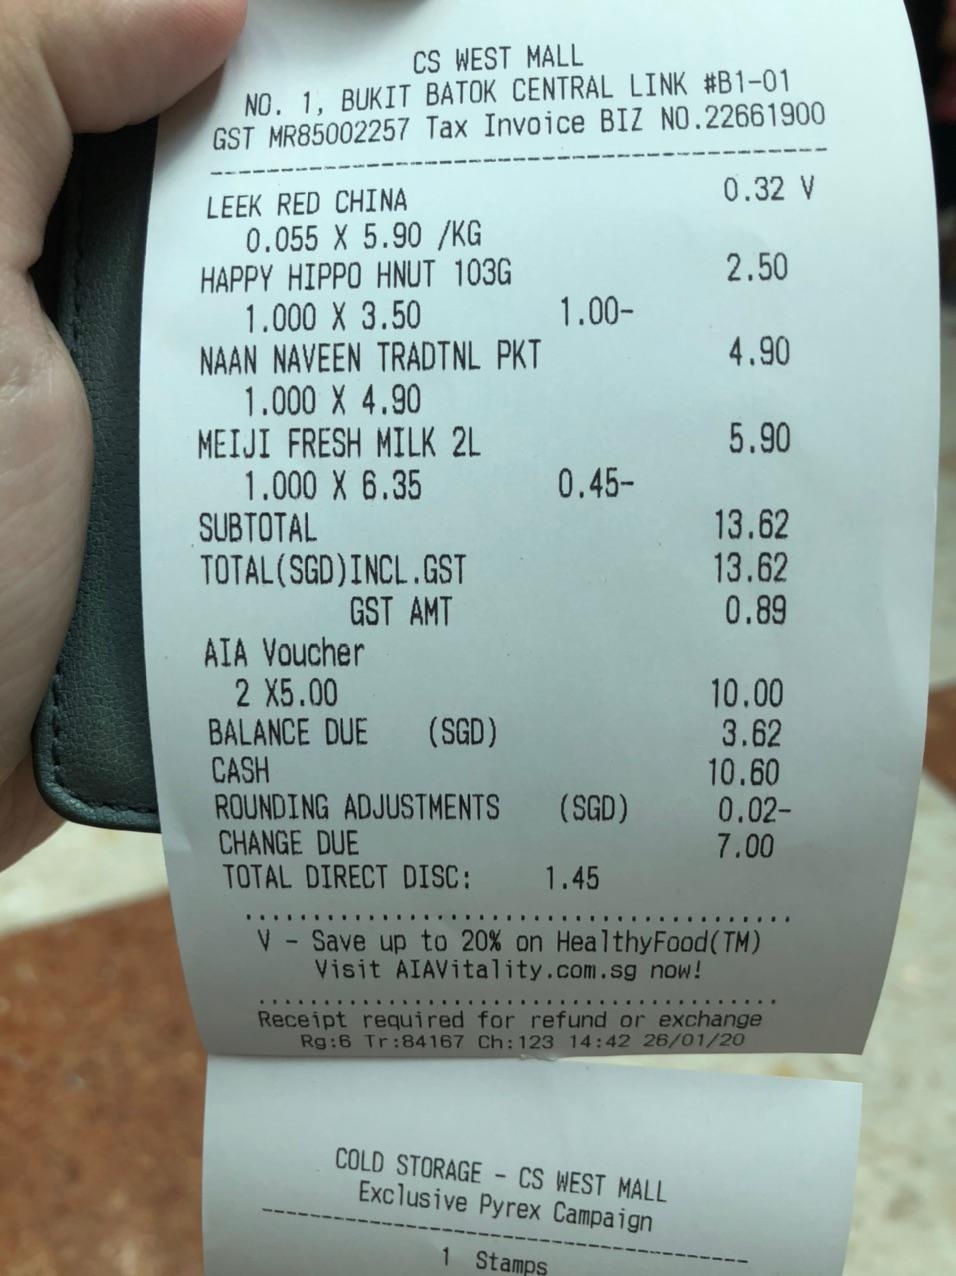 CS WEST MALL
NO. 1, BUKIT BATOK CENTRAL LINK #B1-01
GST MR85002257 Tax Invoice BIZ NO.22661900
LEEK RED CHINA 0.32 V
0.055 X 5.90 /KG
HAPPY HIPPO HNUT 103G 2.50
1.000 X 3.50 1.00-
NAAN NAVEEN TRADTNL PKT 4.90
1.000 X 4.90
MEIJI FRESH MILK 2L 5.90
1.000 X 6.35 0.45-
SUBTOTAL 13.62
TOTAL(SGD)INCL.GST 13.62
GST AMT 0.89
AIA Voucher
2 X5.00 10.00
BALANCE DUE (SGD) 3.62
CASH 10.60
ROUNDING ADJUSTMENTS (SGD) 0.02-
CHANGE DUE 7.00
TOTAL DIRECT DISC: 1.45
V - Save up to 20% on HealthyFood(TM)
Visit AIAVitality.com.sg now!
Receipt required for refund or exchange
Rg:6 Tr:84167 Ch:123 14:42 26/01/20
COLD STORAGE - CS WEST MALL
Exclusive Pyrex Campaign
1 Stamps